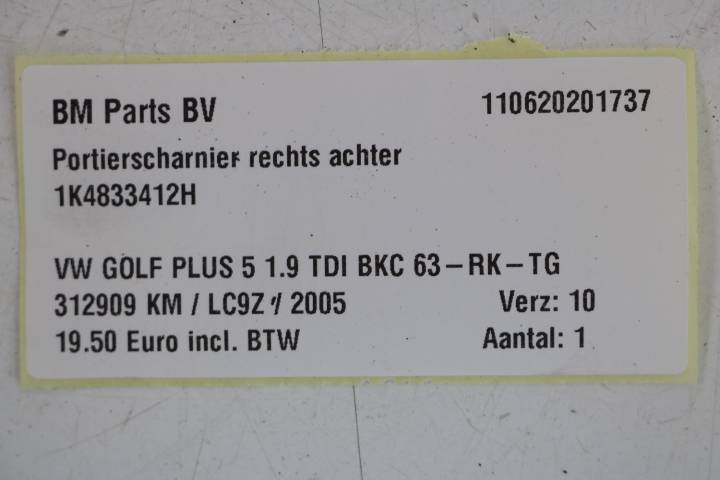 BM Parts BV 110620201737
Portierscharnier rechts achter
1K4833412H
VW GOLF PLUS 5 1.9 TDI BKC 63-RK-TG
312909 KM / LC9Z / 2005 Verz: 10
19.50 Euro incl. BTW Aantal: 1